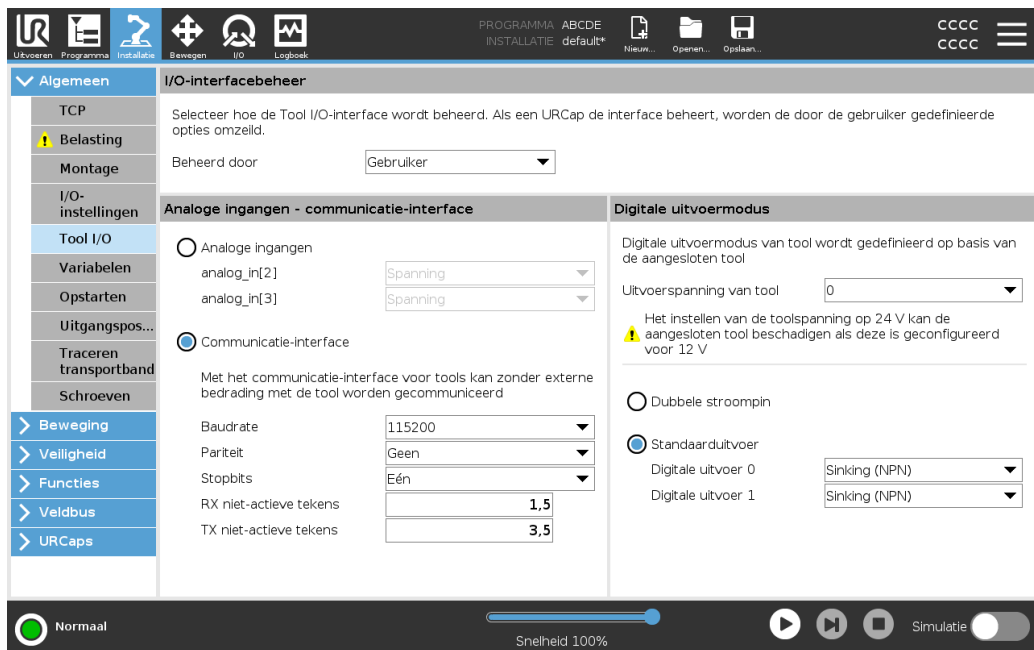 PROGRAMMA ABCDE
INSTALLATIE default*
CCCC
CCCC
Uitvoeren Programma Installatie Bewegen I/O Logboek Nieuw... Openen... Opslaan...
Algemeen
TCP
Belasting
Montage
I/O-
instellingen
Tool I/O
Variabelen
Opstarten
Uitgangspos...
Traceren
transportband
Schroeven
Beweging
Veiligheid
Functies
Veldbus
URCaps
I/O-interfacebeheer
Selecteer hoe de Tool I/O-interface wordt beheerd. Als een URCap de interface beheert, worden de door de gebruiker gedefinieerde
opties omzeild.
Beheerd door Gebruiker
Analoge ingangen - communicatie-interface
Analoge ingangen
analog_in[2] Spanning
analog_in[3] Spanning
Communicatie-interface
Met het communicatie-interface voor tools kan zonder externe
bedrading met de tool worden gecommuniceerd
Baudrate 115200
Pariteit Geen
Stopbits Eén
RX niet-actieve tekens 1,5
TX niet-actieve tekens 3,5
Digitale uitvoermodus
Digitale uitvoermodus van tool wordt gedefinieerd op basis van
de aangesloten tool
Uitvoerspanning van tool 0
Het instellen van de toolspanning op 24 V kan de
aangesloten tool beschadigen als deze is geconfigureerd
voor 12 V
Dubbele stroompin
Standaarduitvoer
Digitale uitvoer 0 Sinking (NPN)
Digitale uitvoer 1 Sinking (NPN)
Normaal
Snelheid 100%
Simulatie